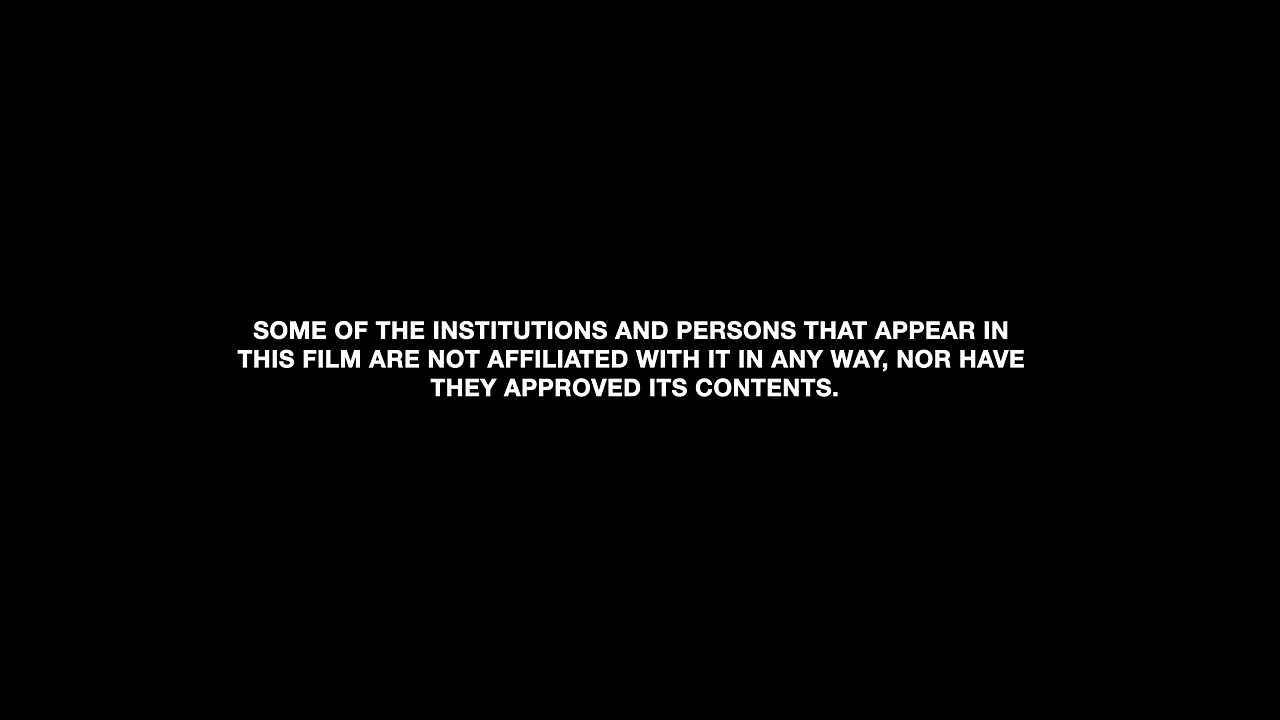 SOME OF THE INSTITUTIONS AND PERSONS THAT APPEAR IN
THIS FILM ARE NOT AFFILIATED WITH IT IN ANY WAY, NOR HAVE
THEY APPROVED ITS CONTENTS.